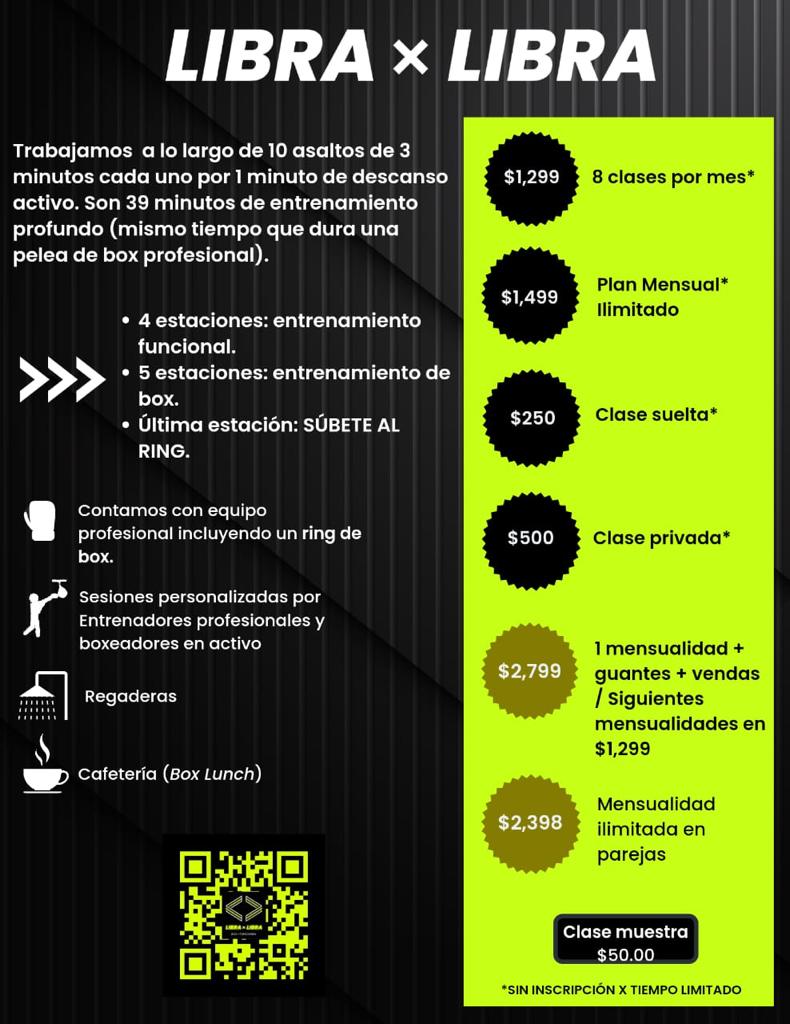 LIBRA × LIBRA
Trabajamos a lo largo de 10 asaltos de 3
minutos cada uno por 1 minuto de descanso
activo. Son 39 minutos de entrenamiento
profundo (mismo tiempo que dura una
pelea de box profesional).
• 4 estaciones: entrenamiento
funcional.
• 5 estaciones: entrenamiento de
box.
• Última estación: SÚBETE AL
RING.
Contamos con equipo
profesional incluyendo un ring de
box.
Sesiones personalizadas por
Entrenadores profesionales y
boxeadores en activo
Regaderas
Cafetería (Box Lunch)
LIBRA × LIBRA
$1,299 8 clases por mes*
$1,499 Plan Mensual*
Ilimitado
$250 Clase suelta*
$500 Clase privada*
$2,799 1 mensualidad +
guantes + vendas
/ Siguientes
mensualidades en
$1,299
$2,398 Mensualidad
ilimitada en
parejas
Clase muestra
$50.00
*SIN INSCRIPCIÓN X TIEMPO LIMITADO